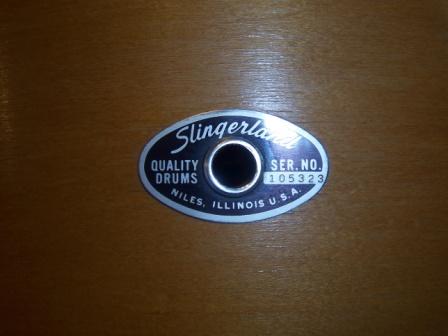 Slingerland
QUALITY SER. NO.
DRUMS 105323
NILES, ILLINOIS U.S.A.